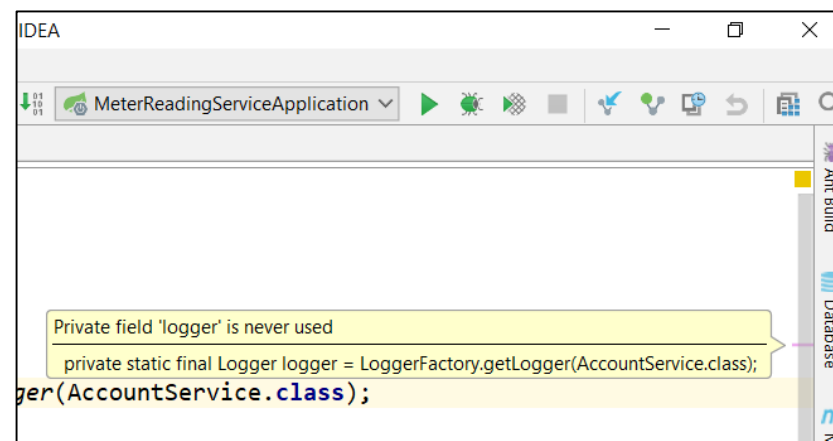 IDEA
MeterReadingServiceApplication
Ant Build
Database
Private field 'logger' is never used
private static final Logger logger = LoggerFactory.getLogger(AccountService.class);
ger(AccountService.class);